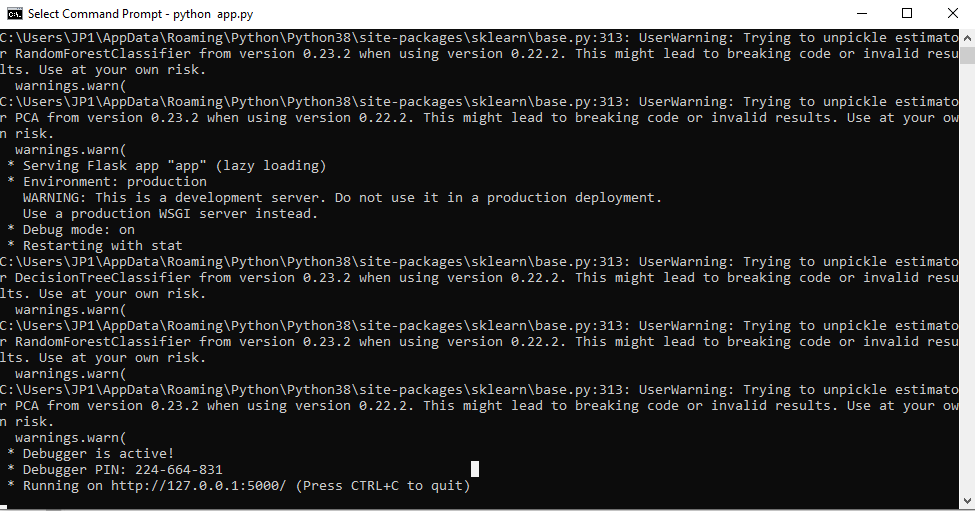 Select Command Prompt - python  app.py
C:\Users\JP1\AppData\Roaming\Python\Python38\site-packages\sklearn\base.py:313: UserWarning: Trying to unpickle estimato
r RandomForestClassifier from version 0.23.2 when using version 0.22.2. This might lead to breaking code or invalid resu
lts. Use at your own risk.
  warnings.warn(
C:\Users\JP1\AppData\Roaming\Python\Python38\site-packages\sklearn\base.py:313: UserWarning: Trying to unpickle estimato
r PCA from version 0.23.2 when using version 0.22.2. This might lead to breaking code or invalid results. Use at your ow
n risk.
  warnings.warn(
 * Serving Flask app "app" (lazy loading)
 * Environment: production
   WARNING: This is a development server. Do not use it in a production deployment.
   Use a production WSGI server instead.
 * Debug mode: on
 * Restarting with stat
C:\Users\JP1\AppData\Roaming\Python\Python38\site-packages\sklearn\base.py:313: UserWarning: Trying to unpickle estimato
r DecisionTreeClassifier from version 0.23.2 when using version 0.22.2. This might lead to breaking code or invalid resu
lts. Use at your own risk.
  warnings.warn(
C:\Users\JP1\AppData\Roaming\Python\Python38\site-packages\sklearn\base.py:313: UserWarning: Trying to unpickle estimato
r RandomForestClassifier from version 0.23.2 when using version 0.22.2. This might lead to breaking code or invalid resu
lts. Use at your own risk.
  warnings.warn(
C:\Users\JP1\AppData\Roaming\Python\Python38\site-packages\sklearn\base.py:313: UserWarning: Trying to unpickle estimato
r PCA from version 0.23.2 when using version 0.22.2. This might lead to breaking code or invalid results. Use at your ow
n risk.
  warnings.warn(
 * Debugger is active!
 * Debugger PIN: 224-664-831
 * Running on http://127.0.0.1:5000/ (Press CTRL+C to quit)